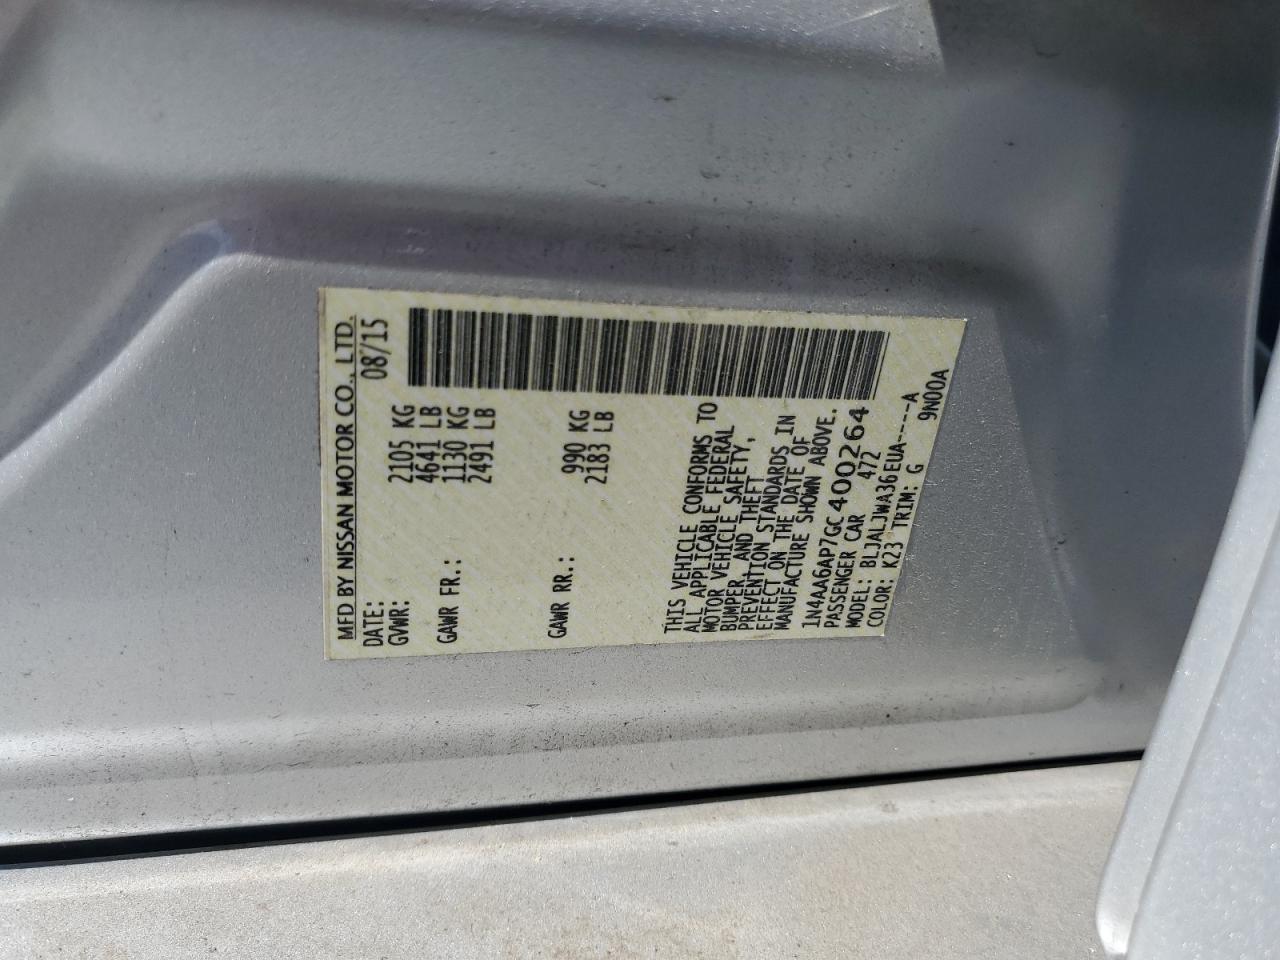 MFD BY NISSAN MOTOR CO., LTD.
DATE: 08/15
GVWR: 2105 KG
4641 LB
GAWR FR.: 1130 KG
2491 LB
GAWR RR.: 990 KG
2183 LB
THIS VEHICLE CONFORMS TO
ALL APPLICABLE FEDERAL
MOTOR VEHICLE SAFETY,
BUMPER, AND THEFT
PREVENTION STANDARDS IN
EFFECT ON THE DATE OF
MANUFACTURE SHOWN ABOVE.
1N4AA6AP7GC400264
PASSENGER CAR 472
MODEL: BLJALJWA36EUA-----A
COLOR: K23 TRIM: G
9N00A